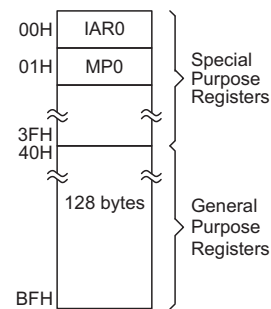 00H IAR0
01H MP0
Special
Purpose
Registers
3FH
40H
128 bytes
General
Purpose
Registers
BFH